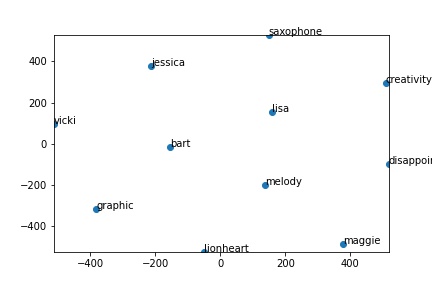 saxophone
400
jessica
creativity
200
lisa
vicki
0
bart
disappoin
melody
−200
graphic
−400
maggie
lionheart
−400 −200 0 200 400